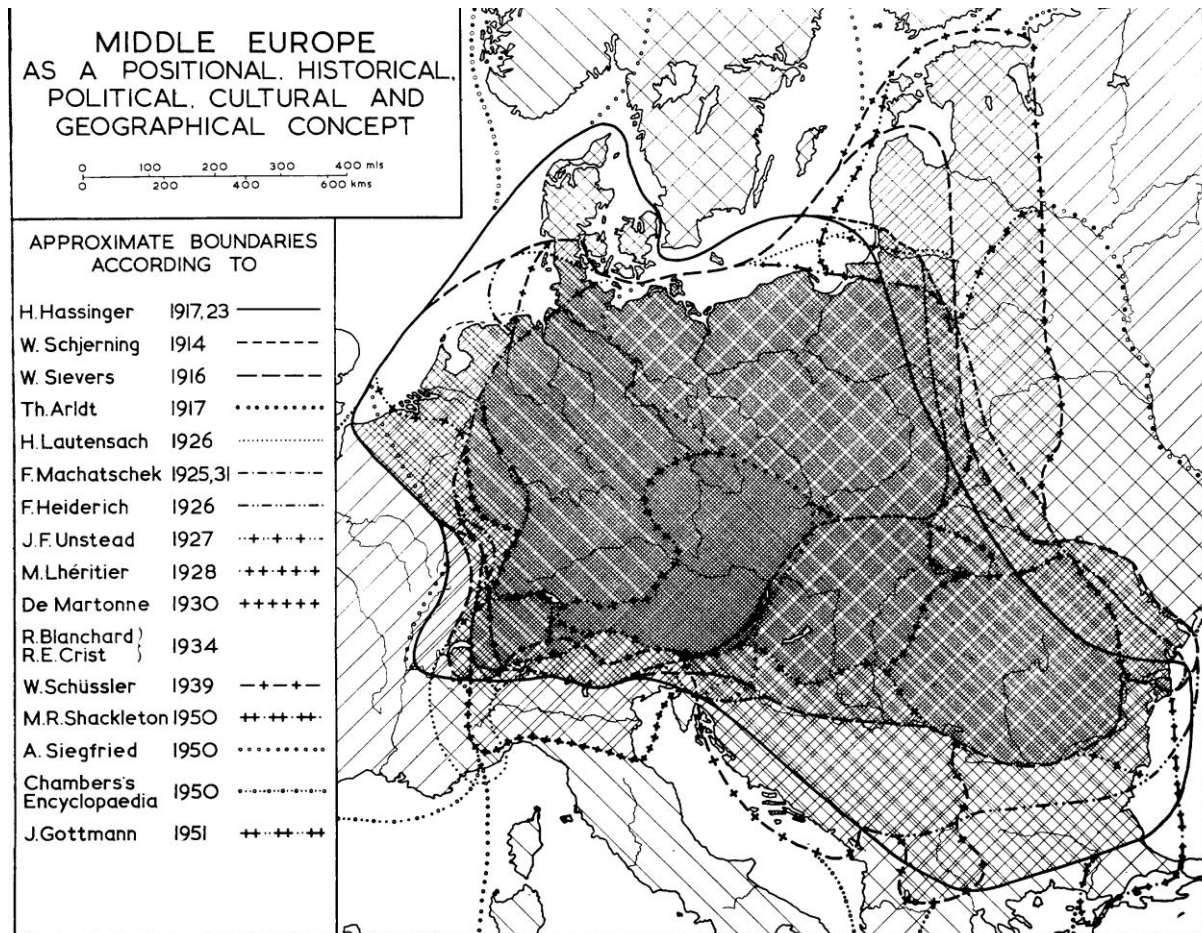 MIDDLE EUROPE
AS A POSITIONAL, HISTORICAL,
POLITICAL, CULTURAL AND
GEOGRAPHICAL CONCEPT
0 100 200 300 400 mls
0 200 400 600 kms
APPROXIMATE BOUNDARIES
ACCORDING TO
H. Hassinger 1917,23
W. Schjerning 1914
W. Sievers 1916
Th. Arldt 1917
H. Lautensach 1926
F. Machatschek 1925,31
F. Heiderich 1926
J.F. Unstead 1927
M. Lhéritier 1928
De Martonne 1930
R. Blanchard }
R.E. Crist } 1934
W. Schüssler 1939
M.R. Shackleton 1950
A. Siegfried 1950
Chambers's
Encyclopaedia 1950
J. Gottmann 1951